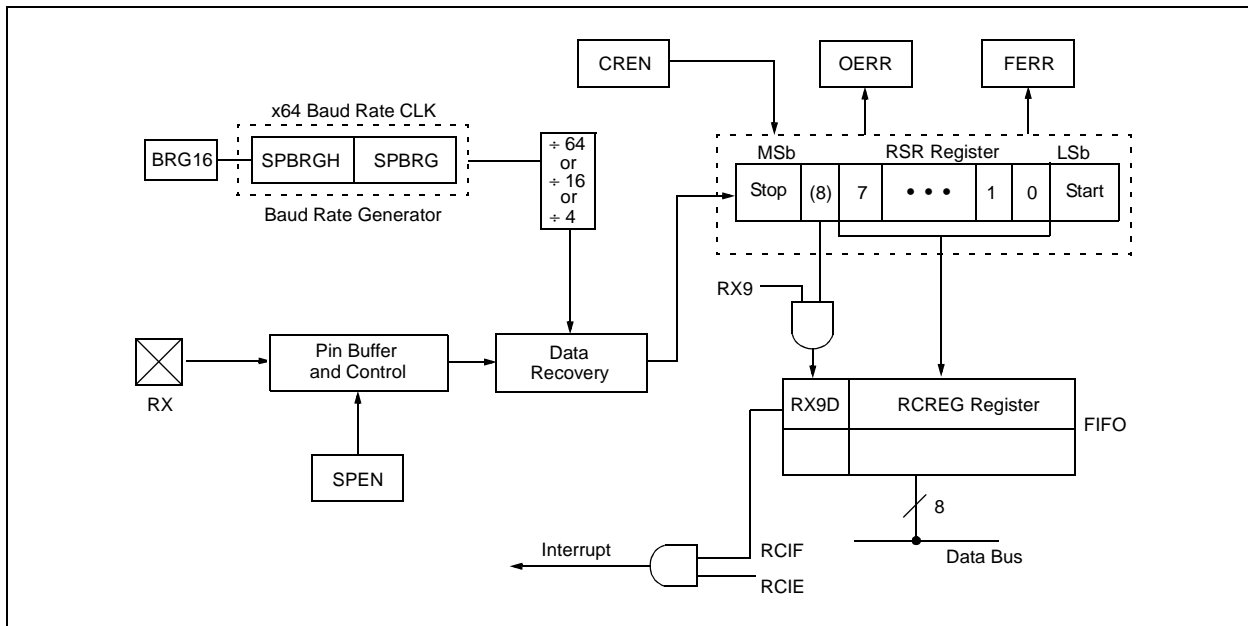 CREN
OERR
FERR
x64 Baud Rate CLK
BRG16
SPBRGH
SPBRG
Baud Rate Generator
÷ 64
or
÷ 16
or
÷ 4
MSb
RSR Register
LSb
Stop
(8)
7
• • •
1
0
Start
RX9
RX
Pin Buffer
and Control
Data
Recovery
SPEN
RX9D
RCREG Register
FIFO
8
Data Bus
Interrupt
RCIF
RCIE